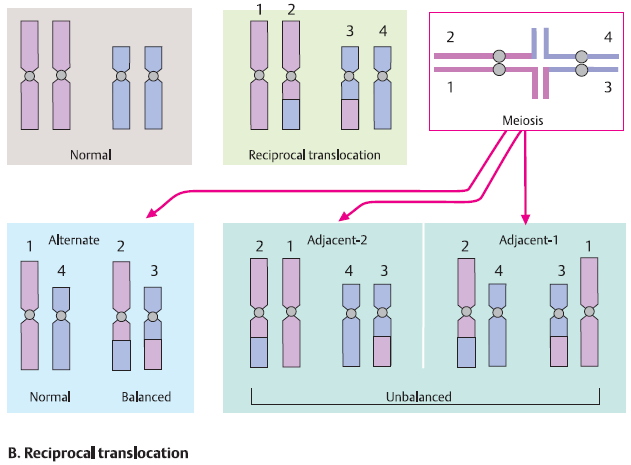 1 2
3 4
2 4
1 3
Meiosis
Normal
Reciprocal translocation
Alternate
1 2
4 3
Normal Balanced
Adjacent-2
2 1
4 3
Adjacent-1
2 4 3 1
Unbalanced
B. Reciprocal translocation